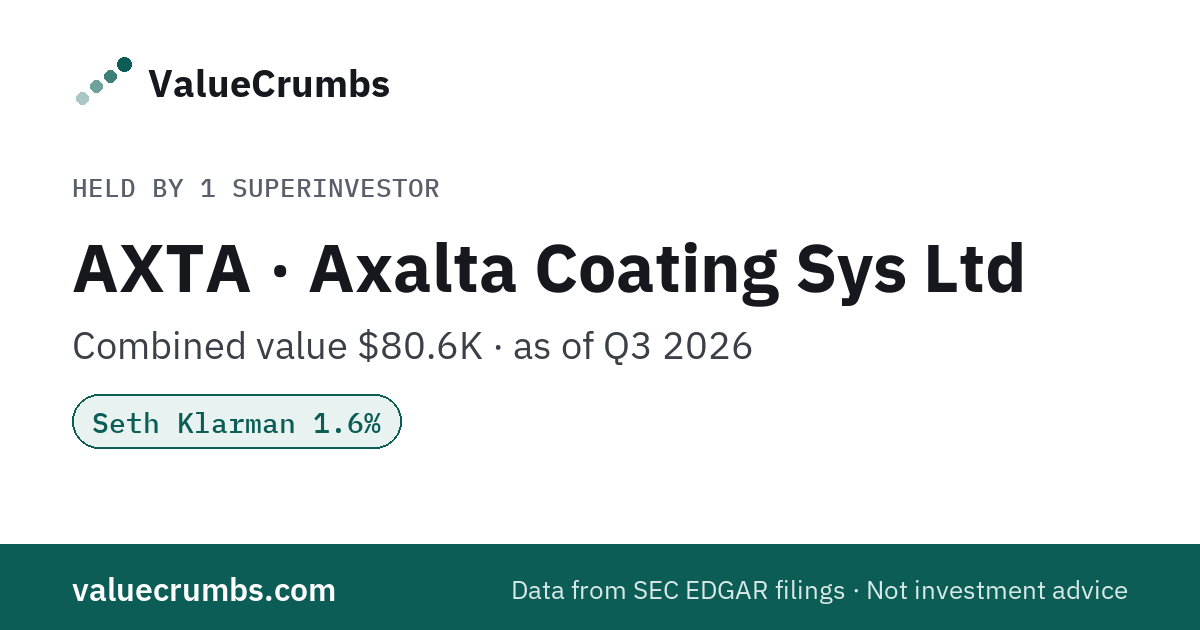 ValueCrumbs
HELD BY 1 SUPERINVESTOR
AXTA · Axalta Coating Sys Ltd
Combined value $80.6K · as of Q3 2026
Seth Klarman 1.6%
valuecrumbs.com
Data from SEC EDGAR filings · Not investment advice